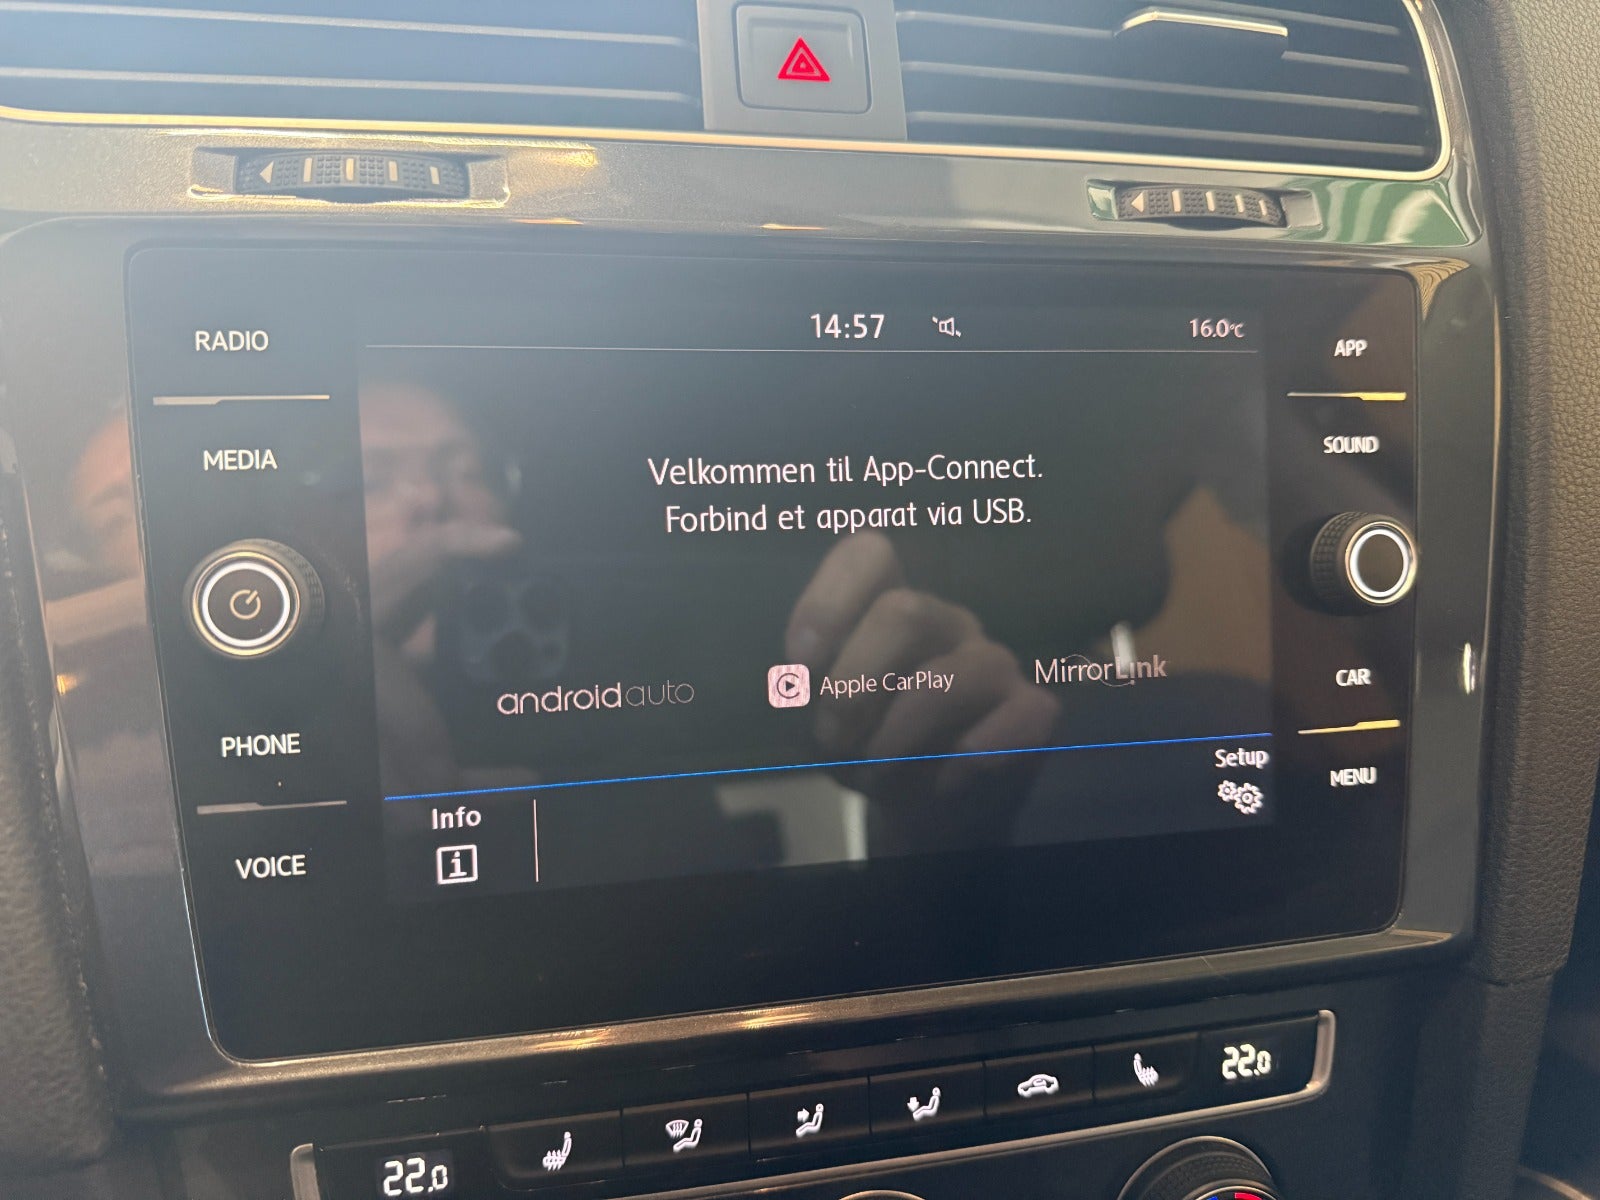 14:57
16.0°C
RADIO
MEDIA
PHONE
VOICE
Velkommen til App-Connect.
Forbind et apparat via USB.
androidauto
Apple CarPlay
MirrorLink
Info
i
Setup
APP
SOUND
CAR
MENU
22.0
22.0